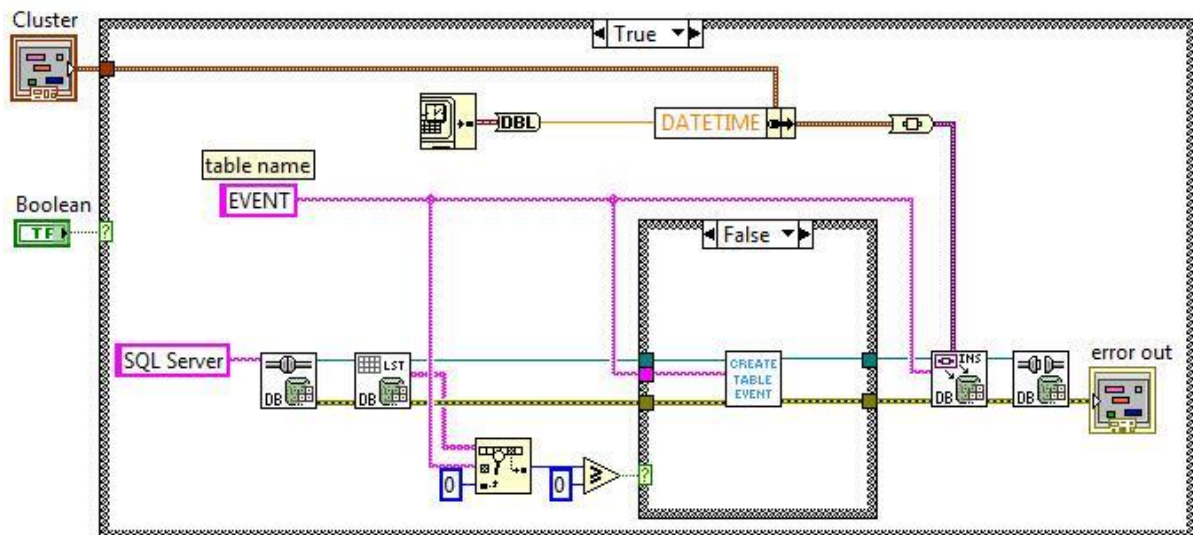 Cluster
True
DBL
DATETIME
table name
EVENT
Boolean
TF
?
False
SQL Server
DB
LST
DB
CREATE
TABLE
EVENT
INS
DB
DB
error out
0
0
?